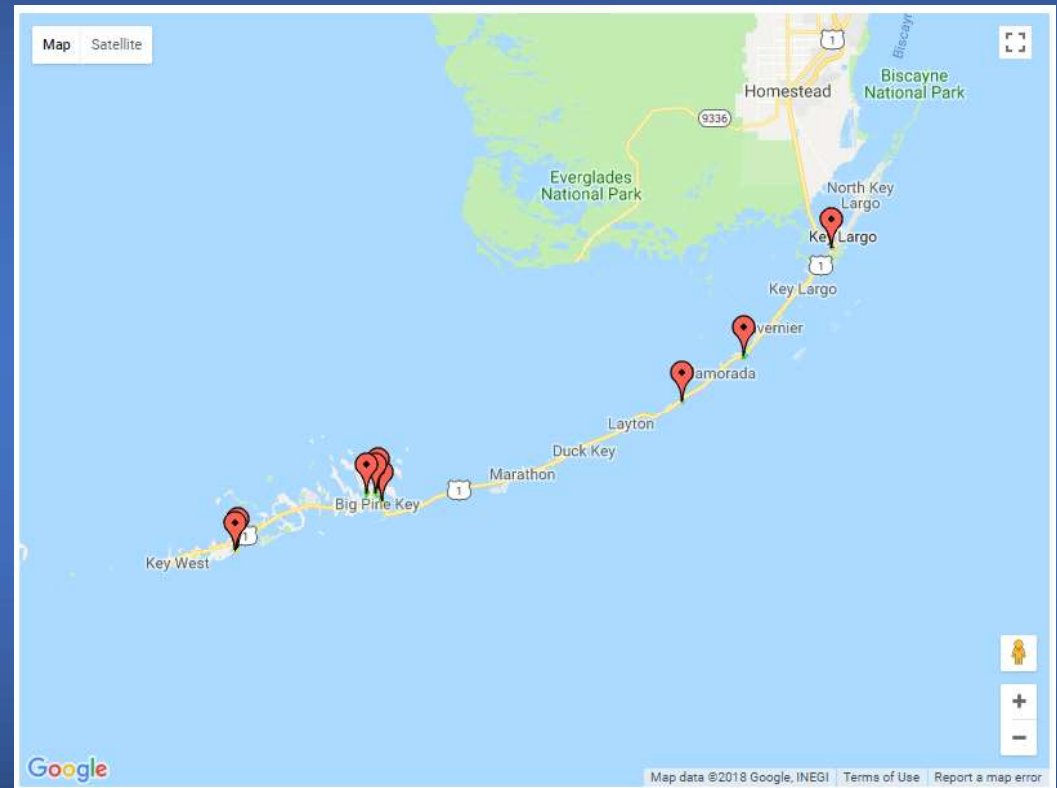 Map Satellite
1
Biscayne
Biscayne
National Park
Homestead
9336
Everglades
National Park
North Key
Largo
Key Largo
1
Key Largo
vernier
amorada
Layton
Duck Key
Marathon
1
Big Pine Key
1
Key West
Google
Map data ©2018 Google, INEGI Terms of Use Report a map error